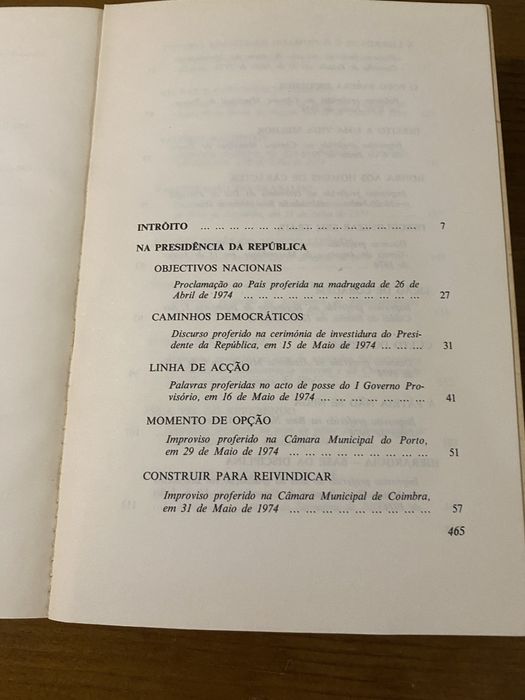 INTRÓITO ... ... ... ... ... ... ... ... ... ... ... ... ... ... ... 7
NA PRESIDÊNCIA DA REPÚBLICA
OBJECTIVOS NACIONAIS
Proclamação ao País proferida na madrugada de 26 de
Abril de 1974 ... ... ... ... ... ... ... ... ... ... ... ... 27
CAMINHOS DEMOCRÁTICOS
Discurso proferido na cerimónia de investidura do Presi-
dente da República, em 15 de Maio de 1974 ... ... ... 31
LINHA DE ACÇÃO
Palavras proferidas no acto de posse do I Governo Pro-
visório, em 16 de Maio de 1974 ... ... ... ... ... ... ... 41
MOMENTO DE OPÇÃO
Improviso proferido na Câmara Municipal do Porto,
em 29 de Maio de 1974 ... ... ... ... ... ... ... ... ... 51
CONSTRUIR PARA REIVINDICAR
Improviso proferido na Câmara Municipal de Coimbra,
em 31 de Maio de 1974 ... ... ... ... ... ... ... ... ... 57
465